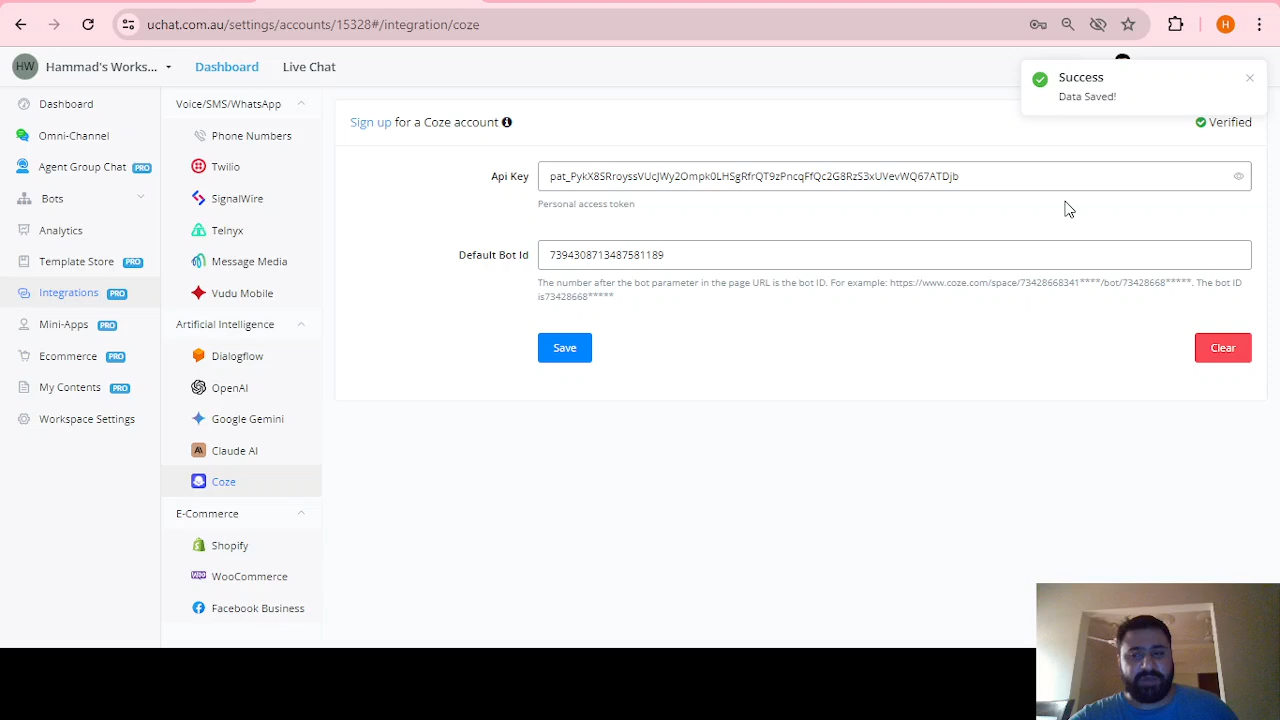 uchat.com.au/settings/accounts/15328#/integration/coze
H
HW
Hammad's Works...
Dashboard
Live Chat
Success
Data Saved!
Dashboard
Omni-Channel
Agent Group Chat PRO
Bots
Analytics
Template Store PRO
Integrations PRO
Mini-Apps PRO
Ecommerce PRO
My Contents PRO
Workspace Settings
Voice/SMS/WhatsApp
Phone Numbers
Twilio
SignalWire
Telnyx
Message Media
Vudu Mobile
Artificial Intelligence
Dialogflow
OpenAI
Google Gemini
Claude AI
Coze
E-Commerce
Shopify
WooCommerce
Facebook Business
Sign up for a Coze account
Verified
Api Key
pat_PykX8SRroyssVUcJWy2Ompk0LHSgRfrQT9zPncqFfQc2G8RzS3xUVevWQ67ATDjb
Personal access token
Default Bot Id
7394308713487581189
The number after the bot parameter in the page URL is the bot ID. For example: https://www.coze.com/space/73428668341****/bot/73428668*****. The bot ID
is73428668*****
Save
Clear